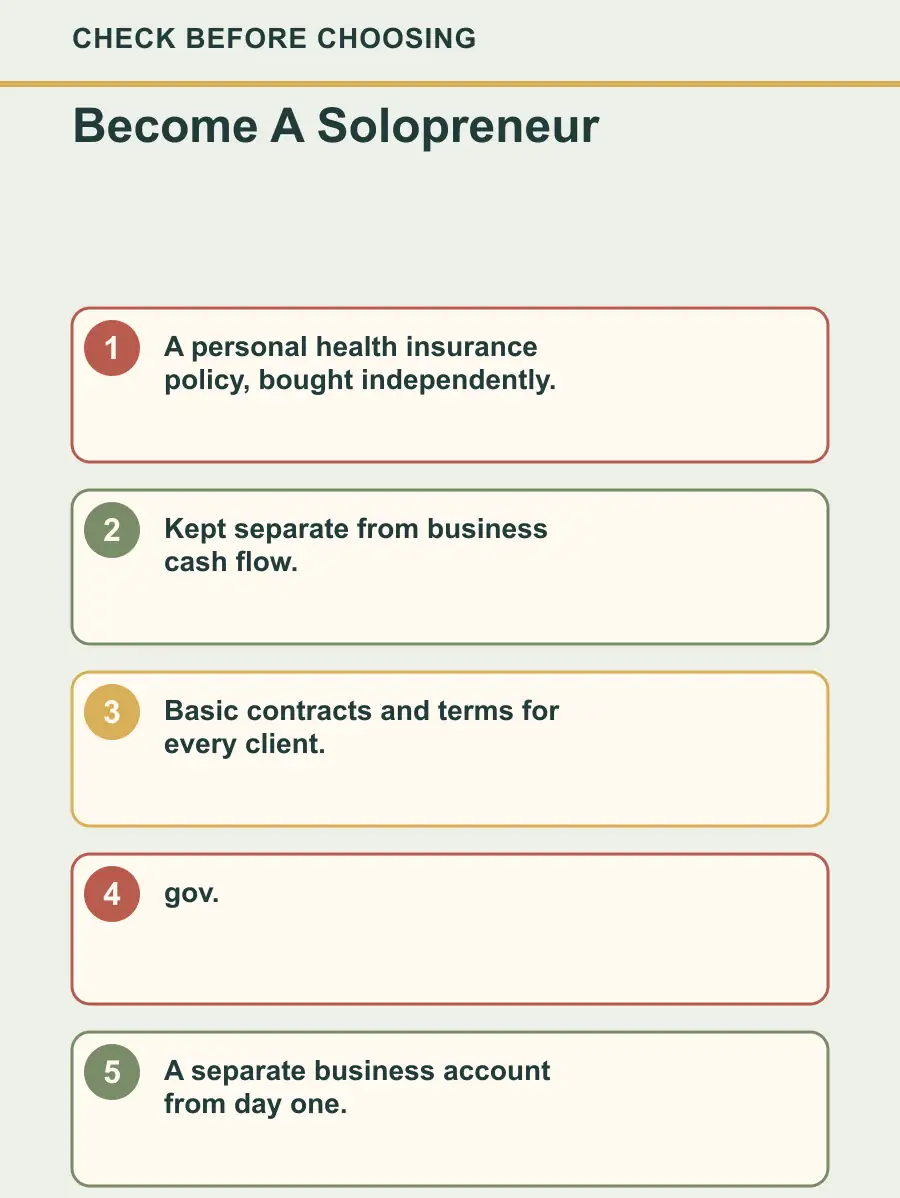 CHECK BEFORE CHOOSING
Become A Solopreneur
1
A personal health insurance
policy, bought independently.
2
Kept separate from business
cash flow.
3
Basic contracts and terms for
every client.
4
gov.
5
A separate business account
from day one.